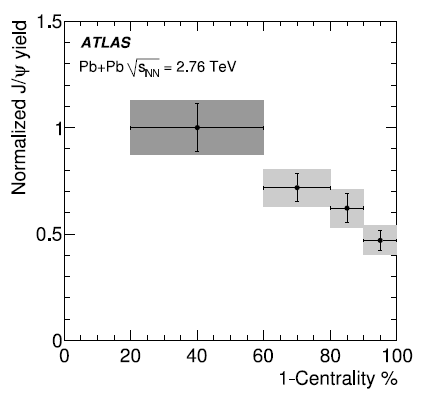 1.5
ATLAS
Pb+Pb √sNN = 2.76 TeV
Normalized J/ψ yield
1
0.5
0
0 20 40 60 80 100
1-Centrality %